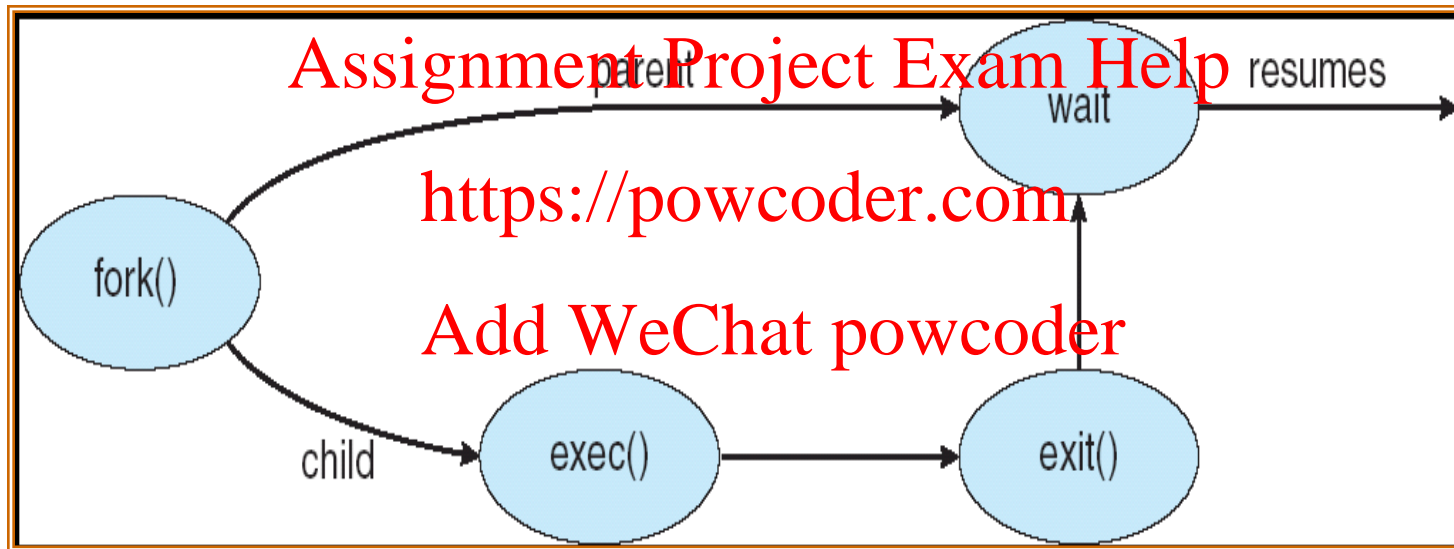 Assignment Project Exam Help
parent
resumes
wait
https://powcoder.com
fork()
Add WeChat powcoder
child
exec()
exit()